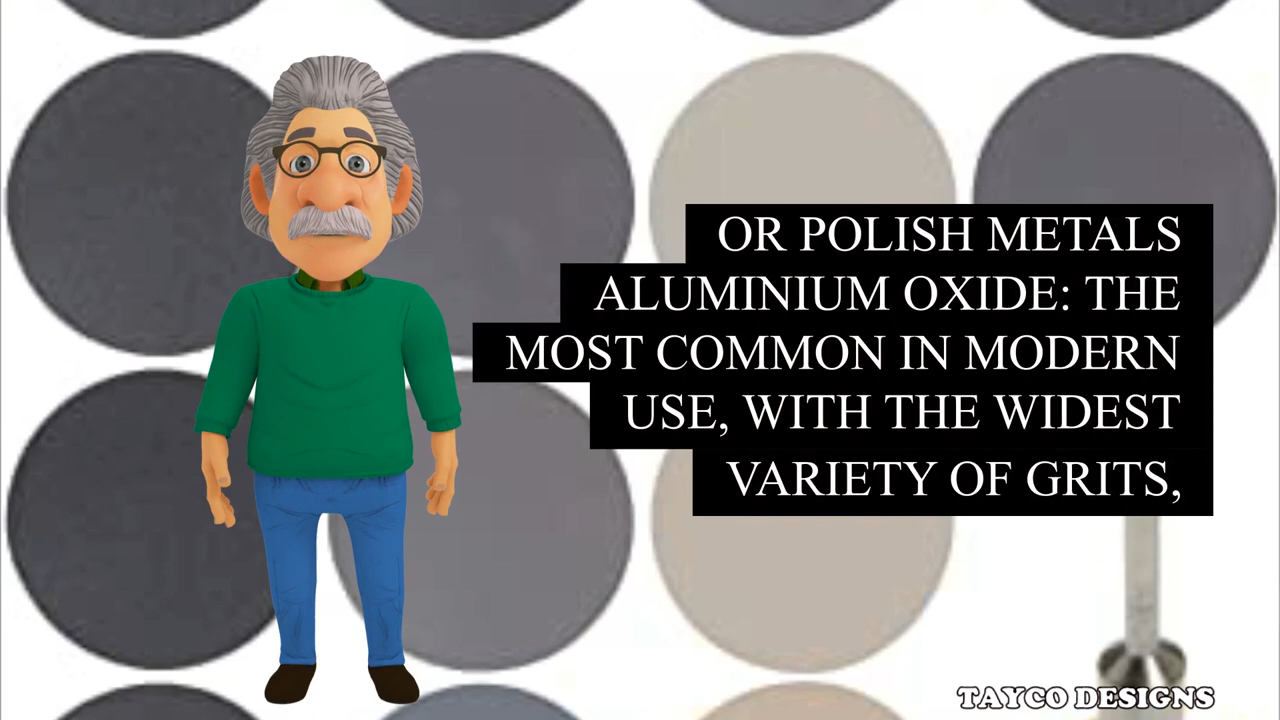 OR POLISH METALS
ALUMINIUM OXIDE: THE
MOST COMMON IN MODERN
USE, WITH THE WIDEST
VARIETY OF GRITS,
TAYCO DESIGNS